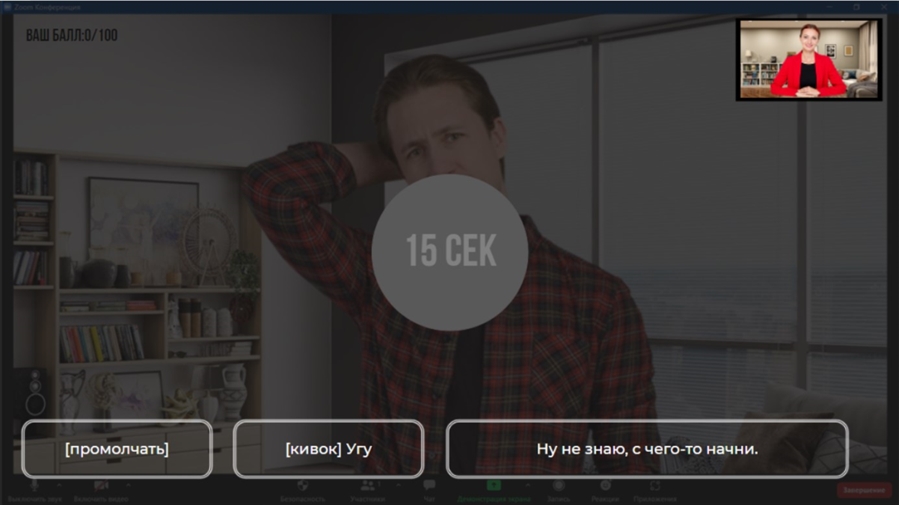 Zoom Конференция
ВАШ БАЛЛ:0/100
15 СЕК
[промолчать]
[кивок] Угу
Ну не знаю, с чего-то начни.
Выключить звук
Включить видео
Безопасность
Участники
Чат
Демонстрация экрана
Запись
Реакции
Приложения
Завершение